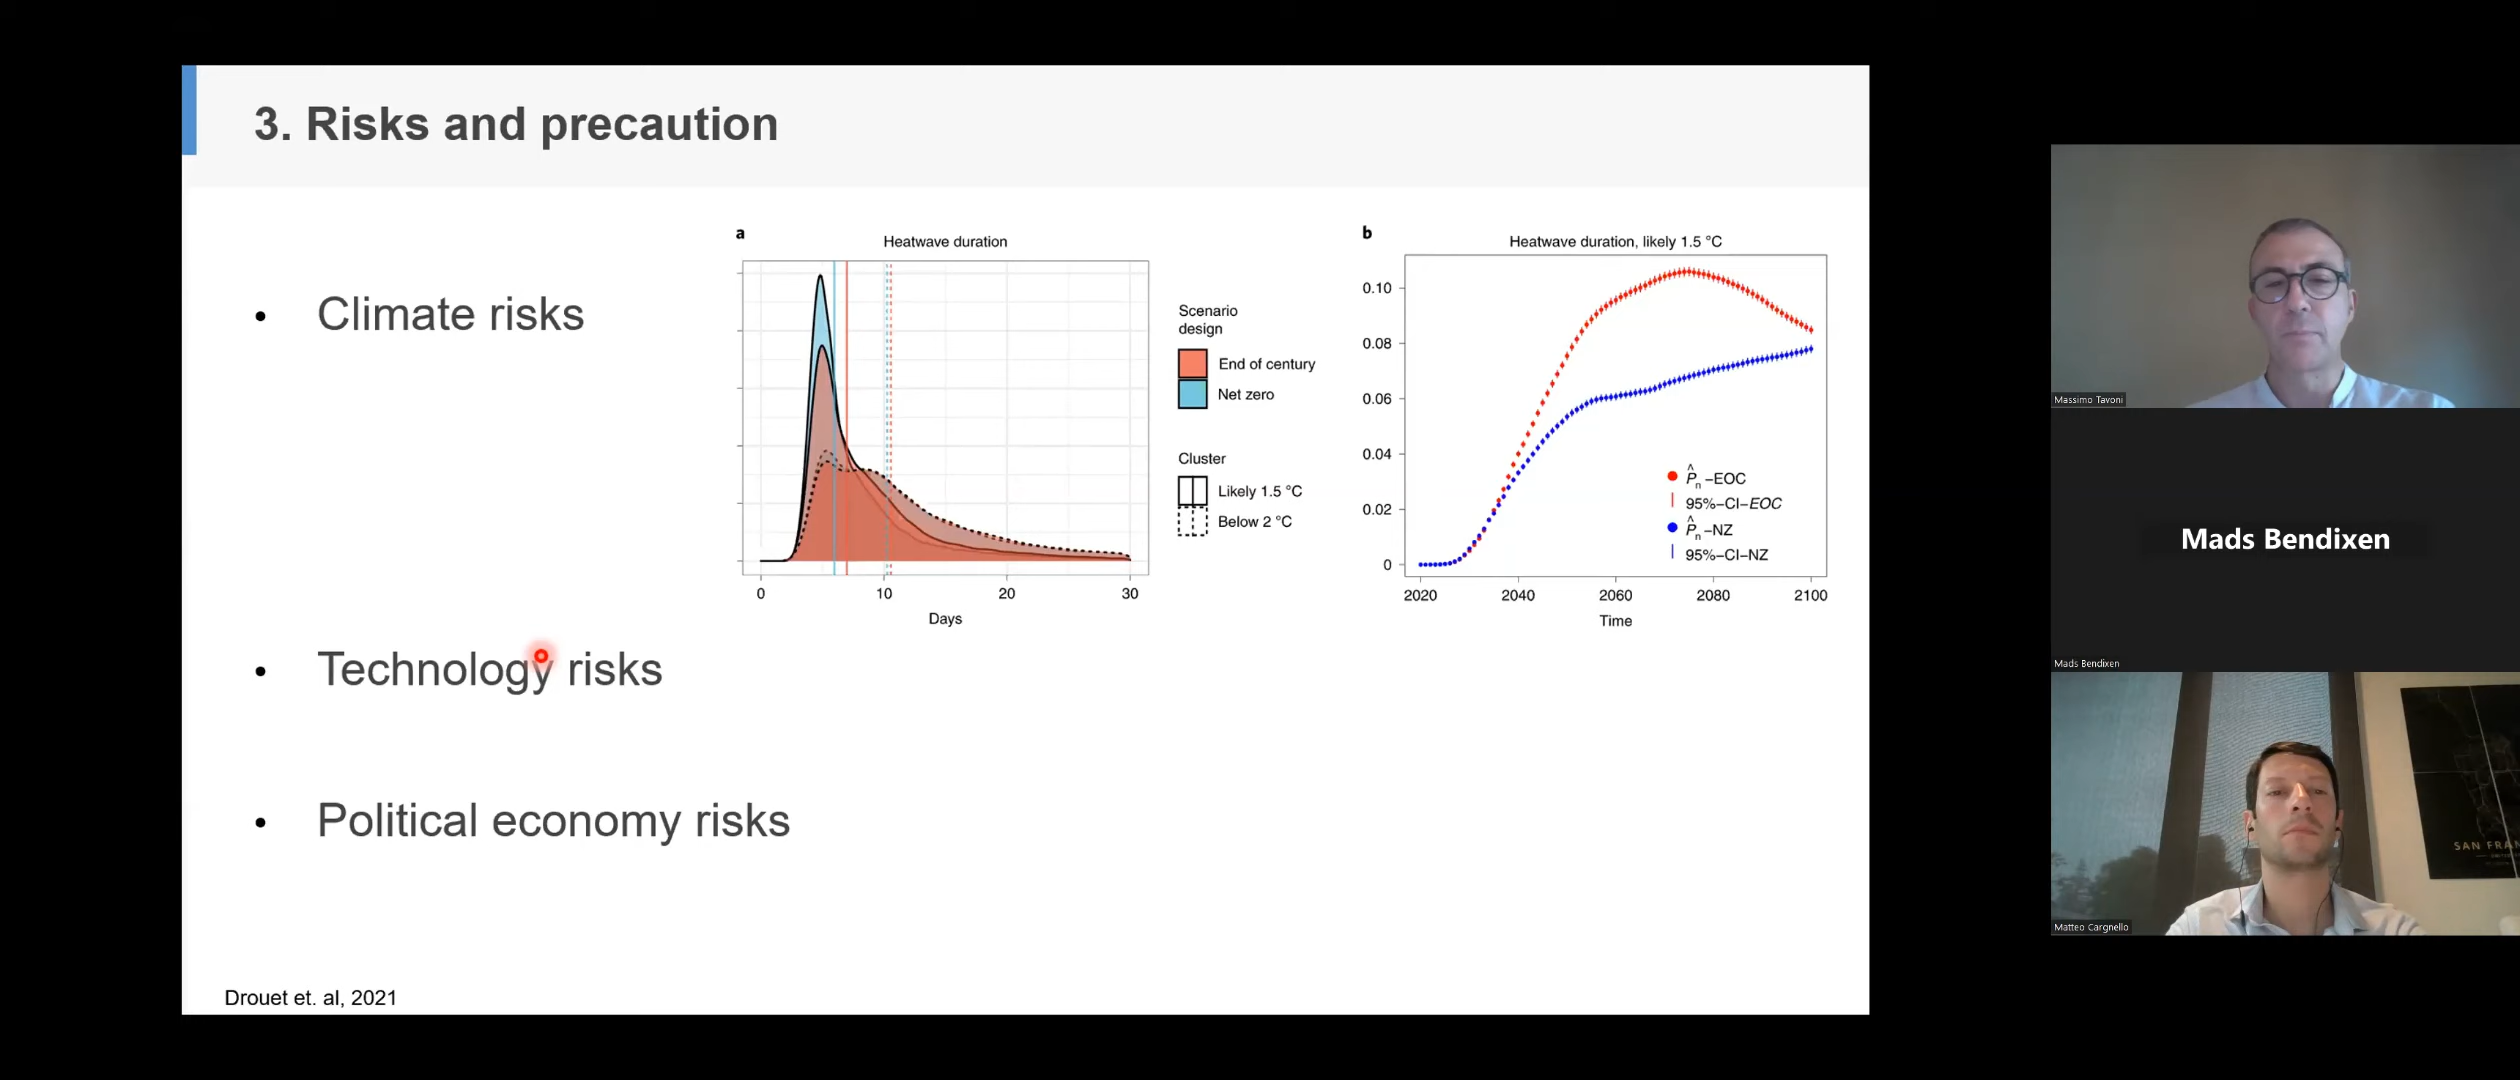 3. Risks and precaution
• Climate risks
a
Heatwave duration
0
10
20
30
Days
Scenario
design
End of century
Net zero
Cluster
Likely 1.5 °C
Below 2 °C
b
Heatwave duration, likely 1.5 °C
0.10
0.08
0.06
0.04
0.02
0
P̂n–EOC
95%–CI–EOC
P̂n–NZ
95%–CI–NZ
2020
2040
2060
2080
2100
Time
• Technology risks
• Political economy risks
Drouet et. al, 2021
Massimo Tavoni
Mads Bendixen
Mads Bendixen
SAN FRAN
Matteo Cargnello